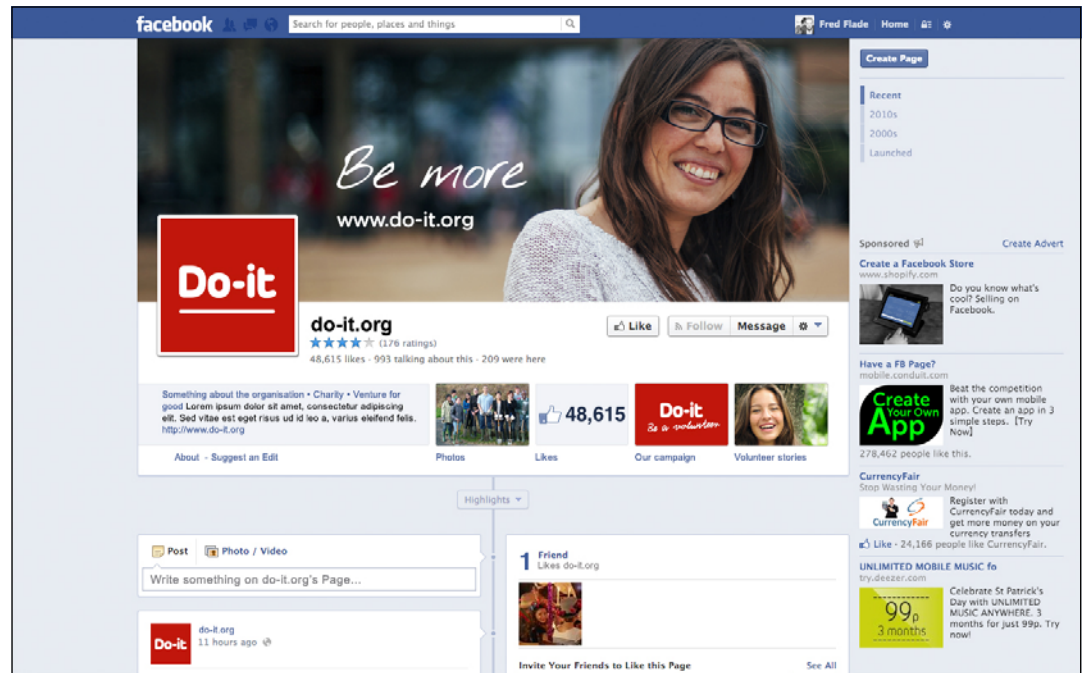 facebook
Search for people, places and things
Fred Flade
Home
Be more
www.do-it.org
Do-it
do-it.org
(176 ratings)
48,615 likes · 993 talking about this · 209 were here
Like
Follow
Message
Something about the organisation • Charity • Venture for
good Lorem ipsum dolor sit amet, consectetur adipiscing
elit. Sed vitae est eget risus ud id leo a, varius eleifend felis.
http://www.do-it.org
About - Suggest an Edit
Photos
48,615
Likes
Do-it
Be a volunteer
Our campaign
Volunteer stories
Highlights
Post
Photo / Video
Write something on do-it.org's Page...
Do-it
do-it.org
11 hours ago
1 Friend
Likes do-it.org
Invite Your Friends to Like this Page
See All
Create Page
Recent
2010s
2000s
Launched
Sponsored
Create Advert
Create a Facebook Store
www.shopify.com
Do you know what's
cool? Selling on
Facebook.
Have a FB Page?
mobile.conduit.com
Create
Your Own
App
Beat the competition
with your own mobile
app. Create an app in 3
simple steps. [Try
Now]
278,462 people like this.
CurrencyFair
Stop Wasting Your Money!
CurrencyFair
Register with
CurrencyFair today and
get more money on your
currency transfers
Like · 24,166 people like CurrencyFair.
UNLIMITED MOBILE MUSIC fo
try.deezer.com
99p
3 months
Celebrate St Patrick's
Day with UNLIMITED
MUSIC ANYWHERE. 3
months for just 99p. Try
now!